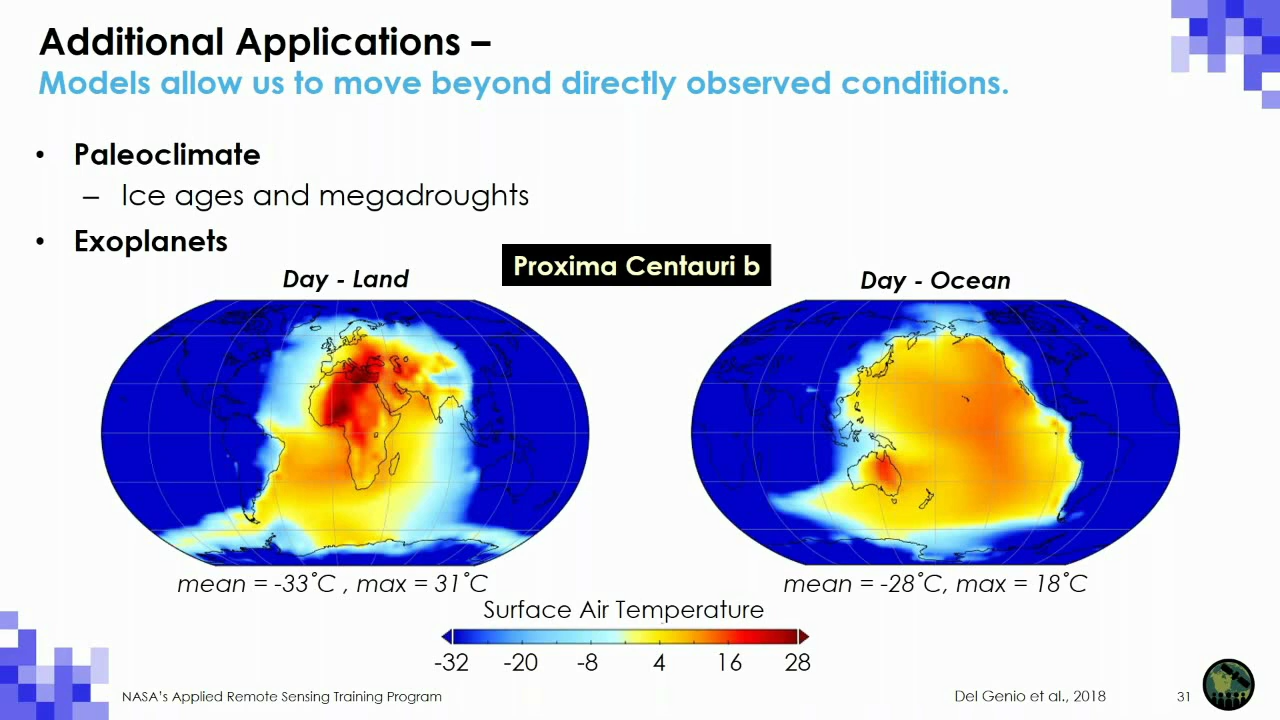 Additional Applications –
Models allow us to move beyond directly observed conditions.
• Paleoclimate
– Ice ages and megadroughts
• Exoplanets
Proxima Centauri b
Day - Land
Day - Ocean
mean = -33˚C , max = 31˚C
mean = -28˚C, max = 18˚C
Surface Air Temperature
-32 -20 -8 4 16 28
NASA's Applied Remote Sensing Training Program
Del Genio et al., 2018
31